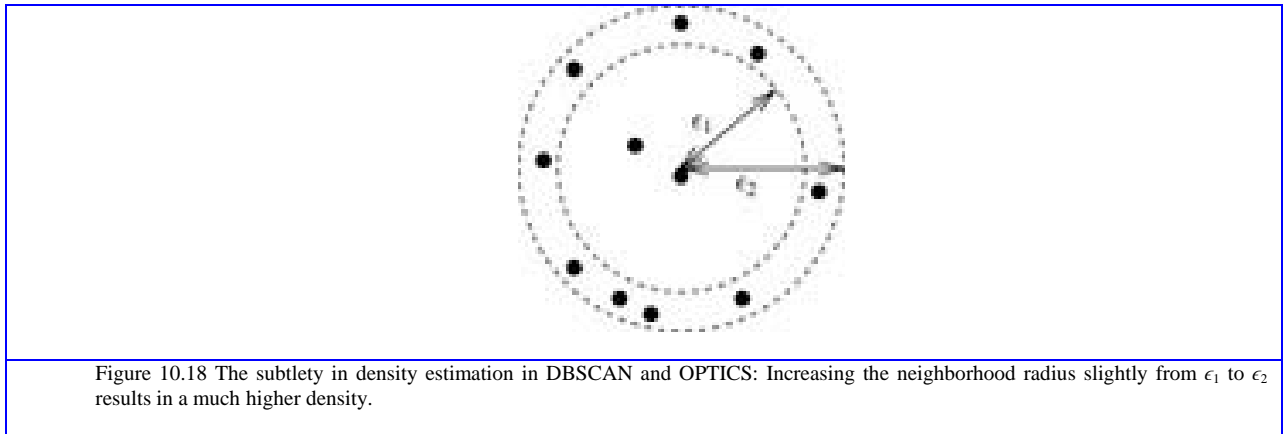 ϵ1
ϵ2
Figure 10.18 The subtlety in density estimation in DBSCAN and OPTICS: Increasing the neighborhood radius slightly from ϵ1 to ϵ2
results in a much higher density.